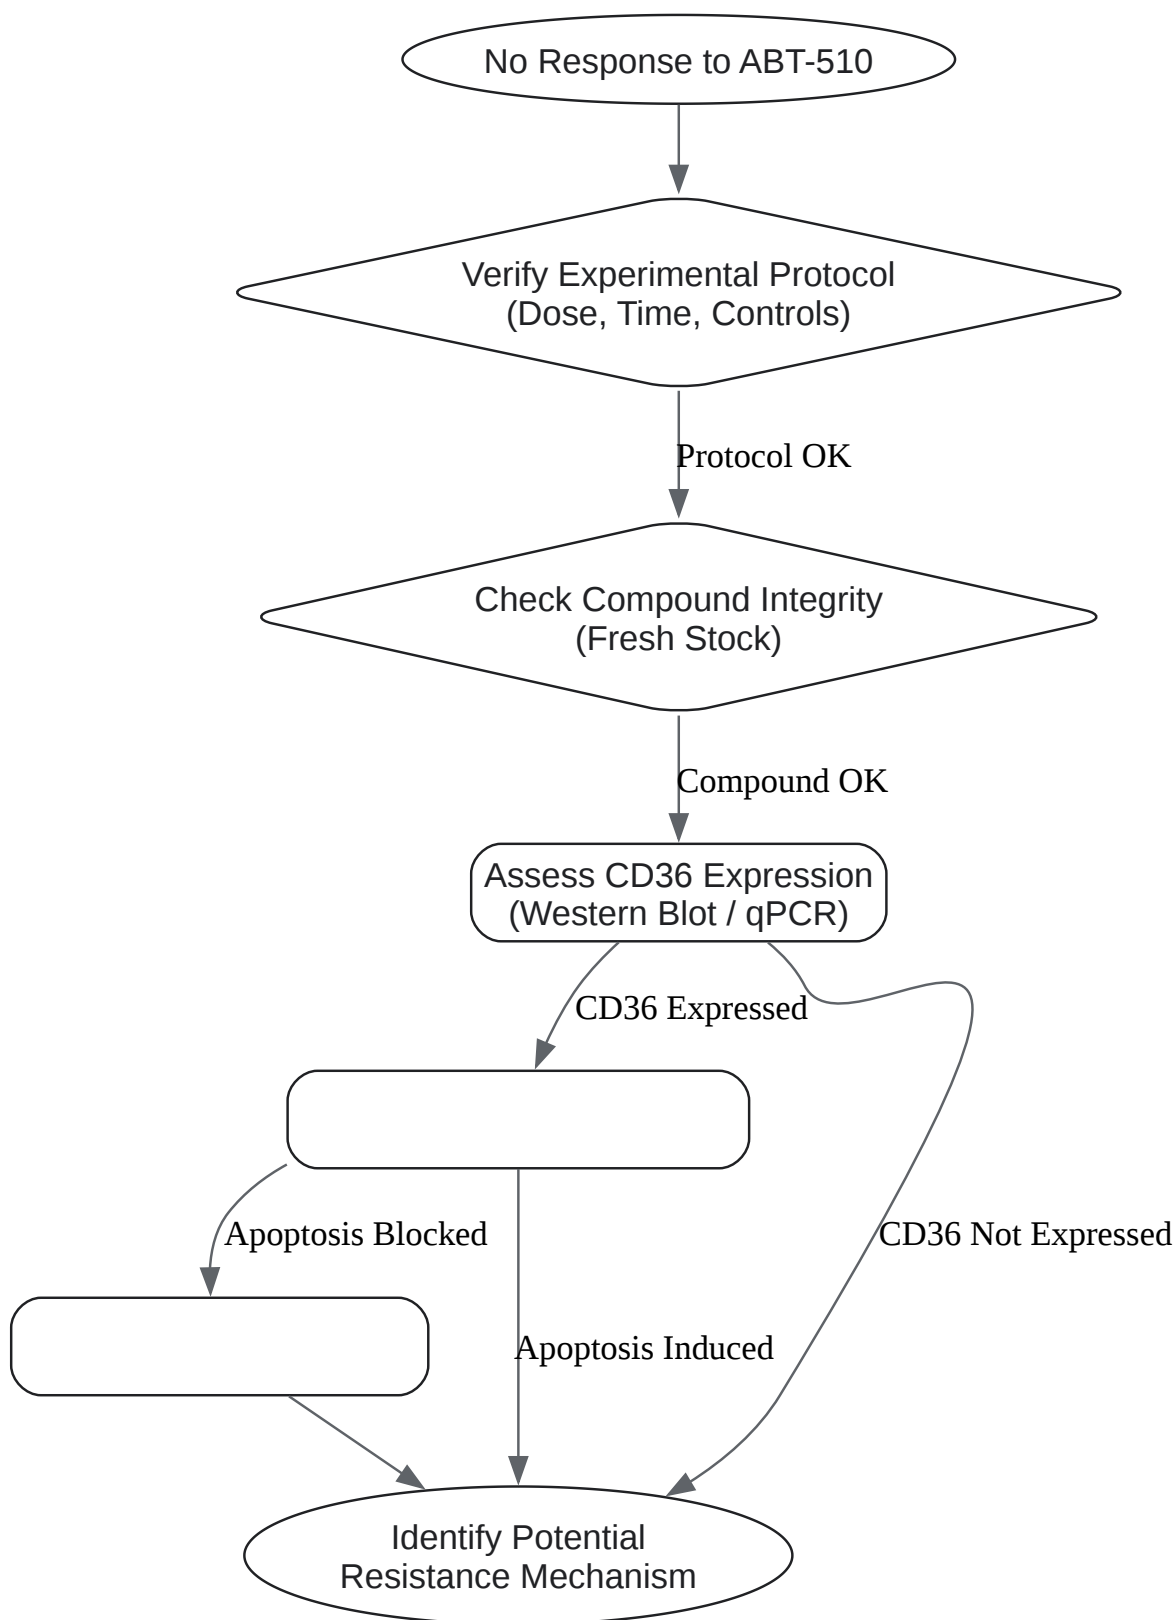 No Response to ABT-510
Verify Experimental Protocol
(Dose, Time, Controls)
Protocol OK
Check Compound Integrity
(Fresh Stock)
Compound OK
Assess CD36 Expression
(Western Blot / qPCR)
CD36 Expressed
CD36 Not Expressed
Apoptosis Blocked
Apoptosis Induced
Identify Potential
Resistance Mechanism